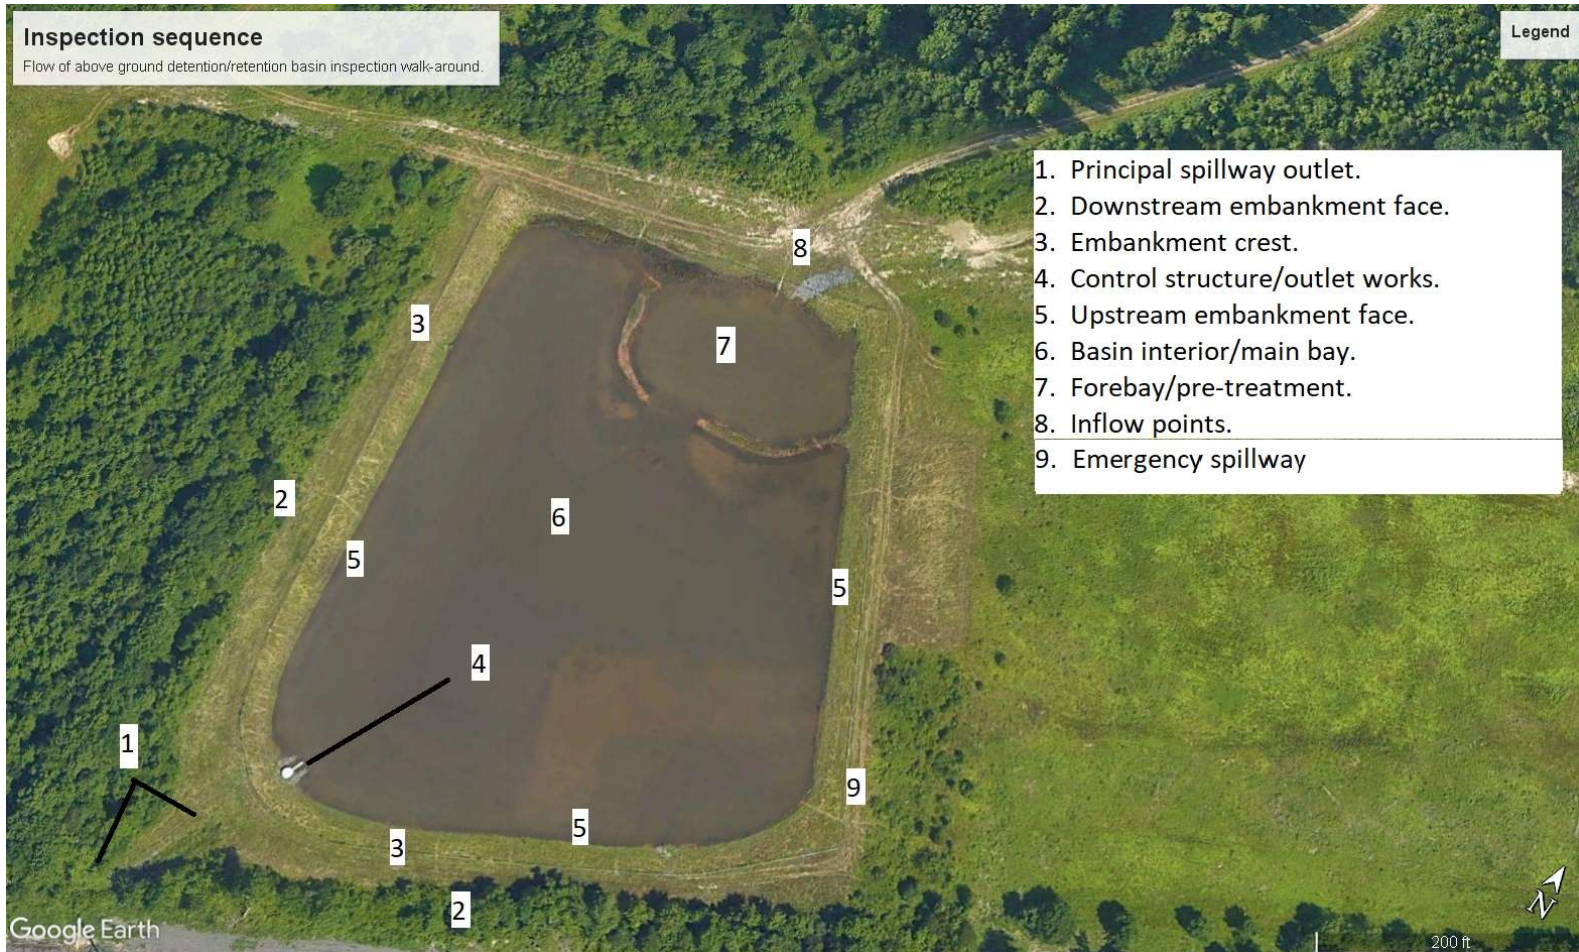 Inspection sequence
Flow of above ground detention/retention basin inspection walk-around.
Legend
1. Principal spillway outlet.
2. Downstream embankment face.
3. Embankment crest.
4. Control structure/outlet works.
5. Upstream embankment face.
6. Basin interior/main bay.
7. Forebay/pre-treatment.
8. Inflow points.
9. Emergency spillway
8
3
7
2
6
5
5
4
1
9
5
3
2
Google Earth
N
200 ft